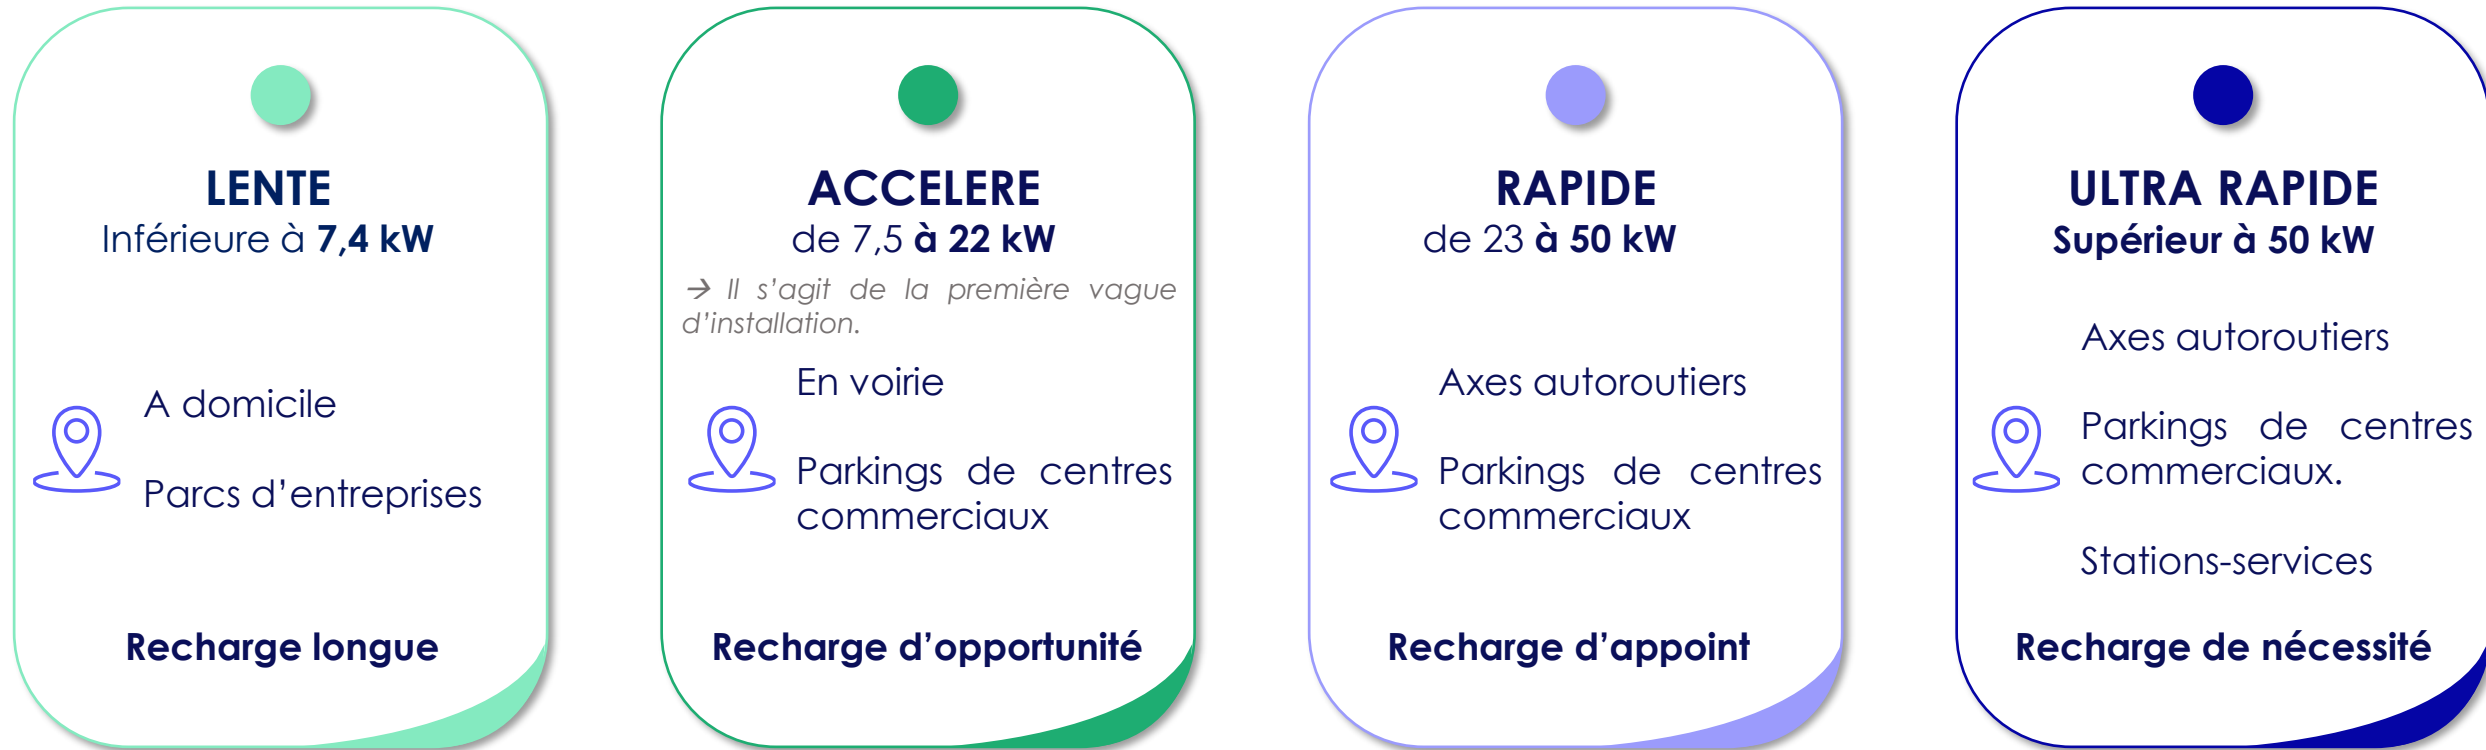 LENTE
Inférieure à 7,4 kW
A domicile
Parcs d’entreprises
Recharge longue
ACCELERE
de 7,5 à 22 kW
→ Il s’agit de la première vague
d’installation.
En voirie
Parkings de centres
commerciaux
Recharge d’opportunité
RAPIDE
de 23 à 50 kW
Axes autoroutiers
Parkings de centres
commerciaux
Recharge d’appoint
ULTRA RAPIDE
Supérieur à 50 kW
Axes autoroutiers
Parkings de centres
commerciaux.
Stations-services
Recharge de nécessité